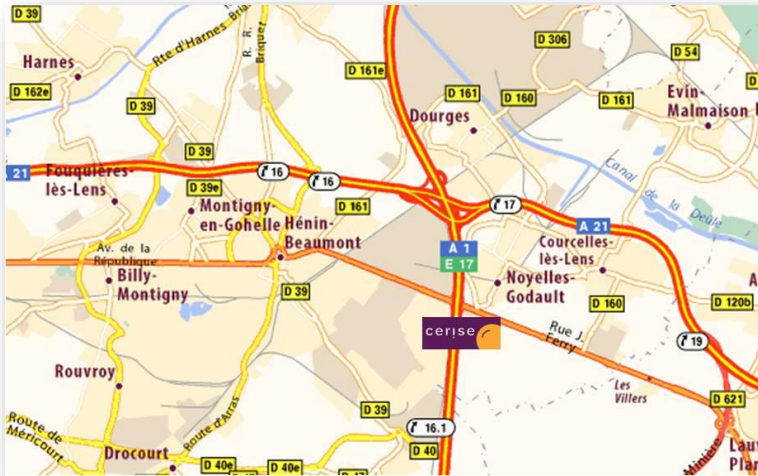 D 39
Rte d'Harnes
R. R.
Briquet
D 306
D 54
Harnes
D 161e
D 162e
D 39
D 161
D 160
D 161
Evin-
Malmaison
Dourges
D 39
16
16
21
Fouquières-
lès-Lens
D 39e
D 161
17
Canal de la Deûle
Montigny-
en-Gohelle
Hénin-
Beaumont
A 21
A 1
E 17
Courcelles-
lès-Lens
Av. de la
République
Billy-
Montigny
Noyelles-
Godault
D 39
D 160
D 120b
cerise
Rue J.
Ferry
19
Rouvroy
Les
Villers
D 621
D 39
16.1
Route de
Méricourt
Route d'Arras
D 40
Drocourt
D 40e
D 40e
Minière